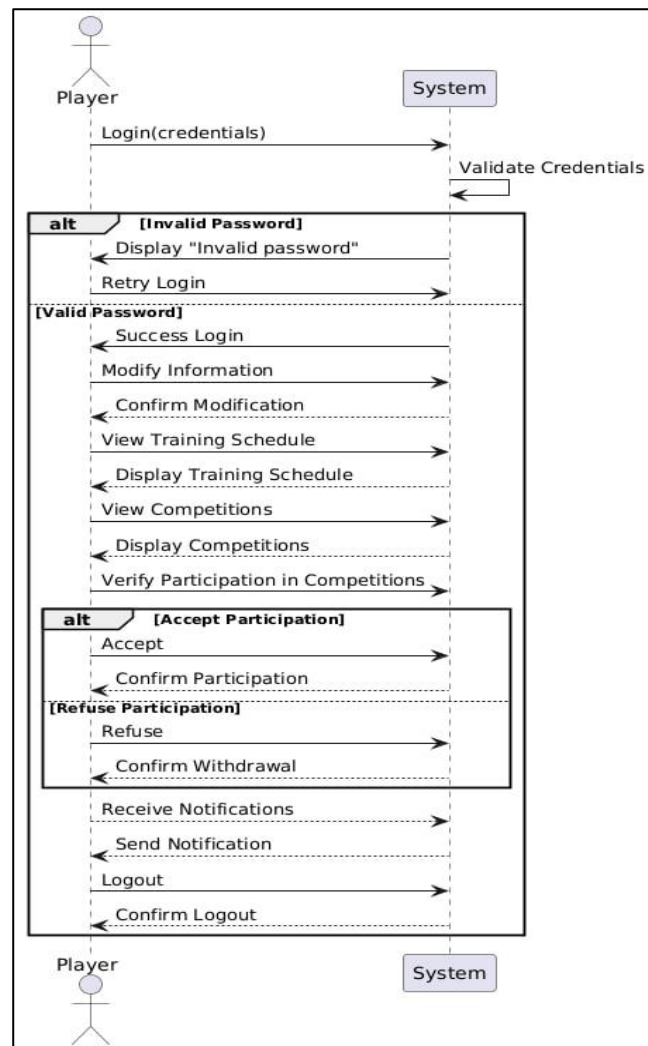 Player
System
Login(credentials)
Validate Credentials
alt [Invalid Password]
Display "Invalid password"
Retry Login
[Valid Password]
Success Login
Modify Information
Confirm Modification
View Training Schedule
Display Training Schedule
View Competitions
Display Competitions
Verify Participation in Competitions
alt [Accept Participation]
Accept
Confirm Participation
[Refuse Participation]
Refuse
Confirm Withdrawal
Receive Notifications
Send Notification
Logout
Confirm Logout
Player
System